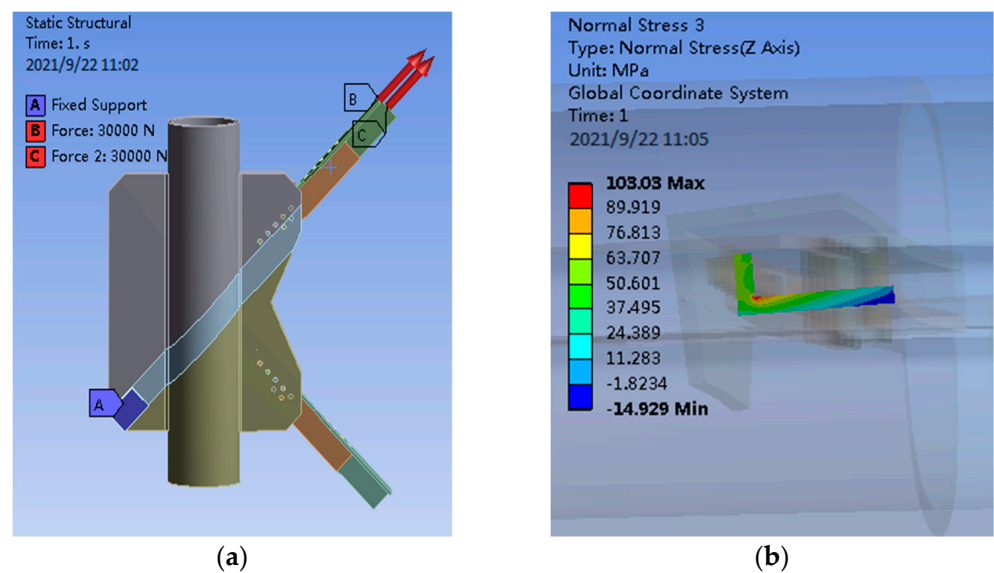 Static Structural
Time: 1. s
2021/9/22 11:02
A Fixed Support
B Force: 30000 N
C Force 2: 30000 N
B
C
A
(a)
Normal Stress 3
Type: Normal Stress(Z Axis)
Unit: MPa
Global Coordinate System
Time: 1
2021/9/22 11:05
103.03 Max
89.919
76.813
63.707
50.601
37.495
24.389
11.283
-1.8234
-14.929 Min
(b)